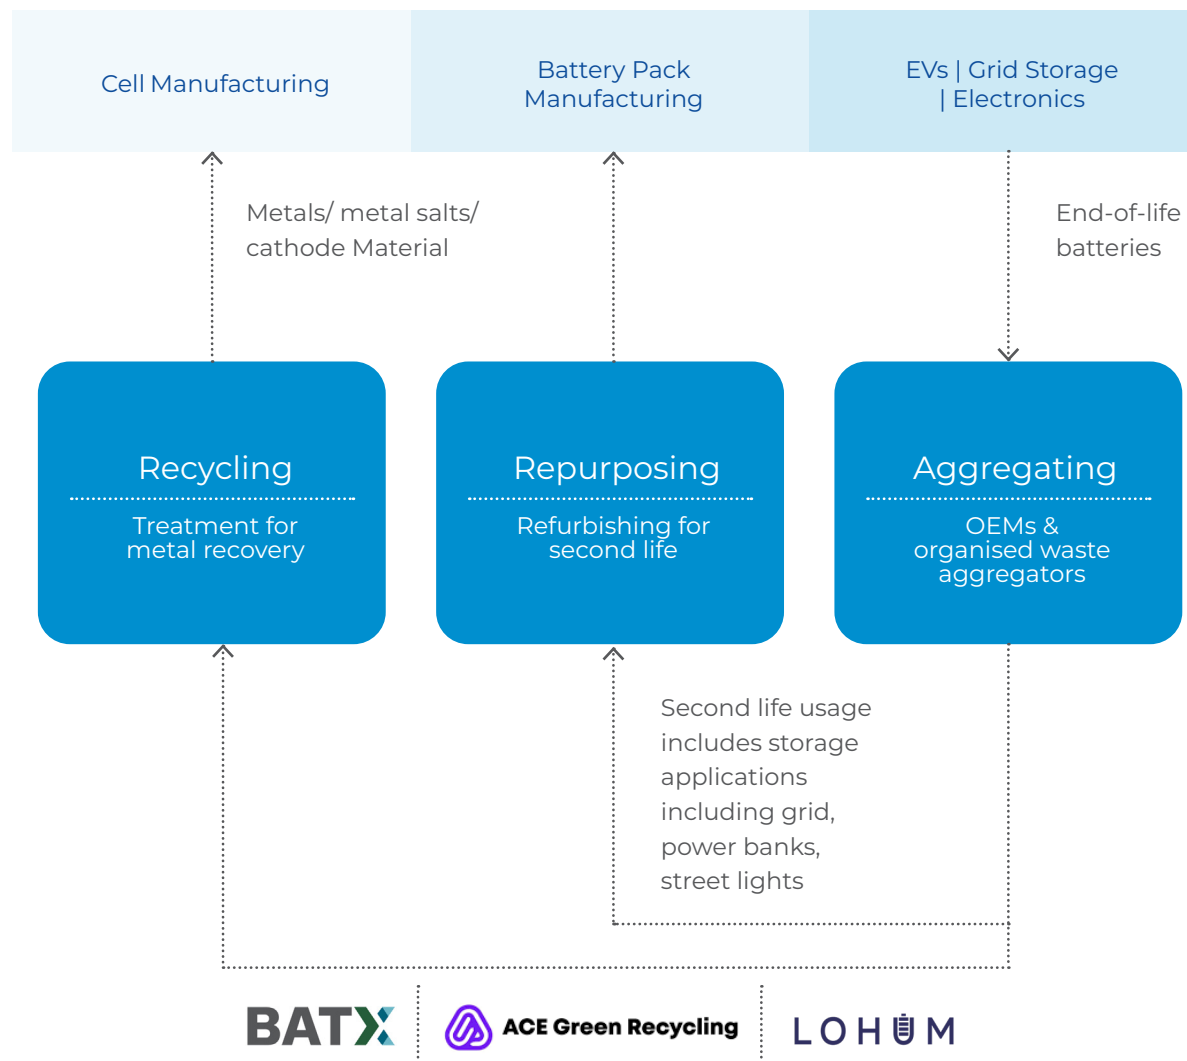 Cell Manufacturing
Battery Pack
Manufacturing
EVs | Grid Storage
| Electronics
Metals/ metal salts/
cathode Material
End-of-life
batteries
Recycling
Treatment for
metal recovery
Repurposing
Refurbishing for
second life
Aggregating
OEMs &
organised waste
aggregators
Second life usage
includes storage
applications
including grid,
power banks,
street lights
BATX
ACE Green Recycling
LOHUM